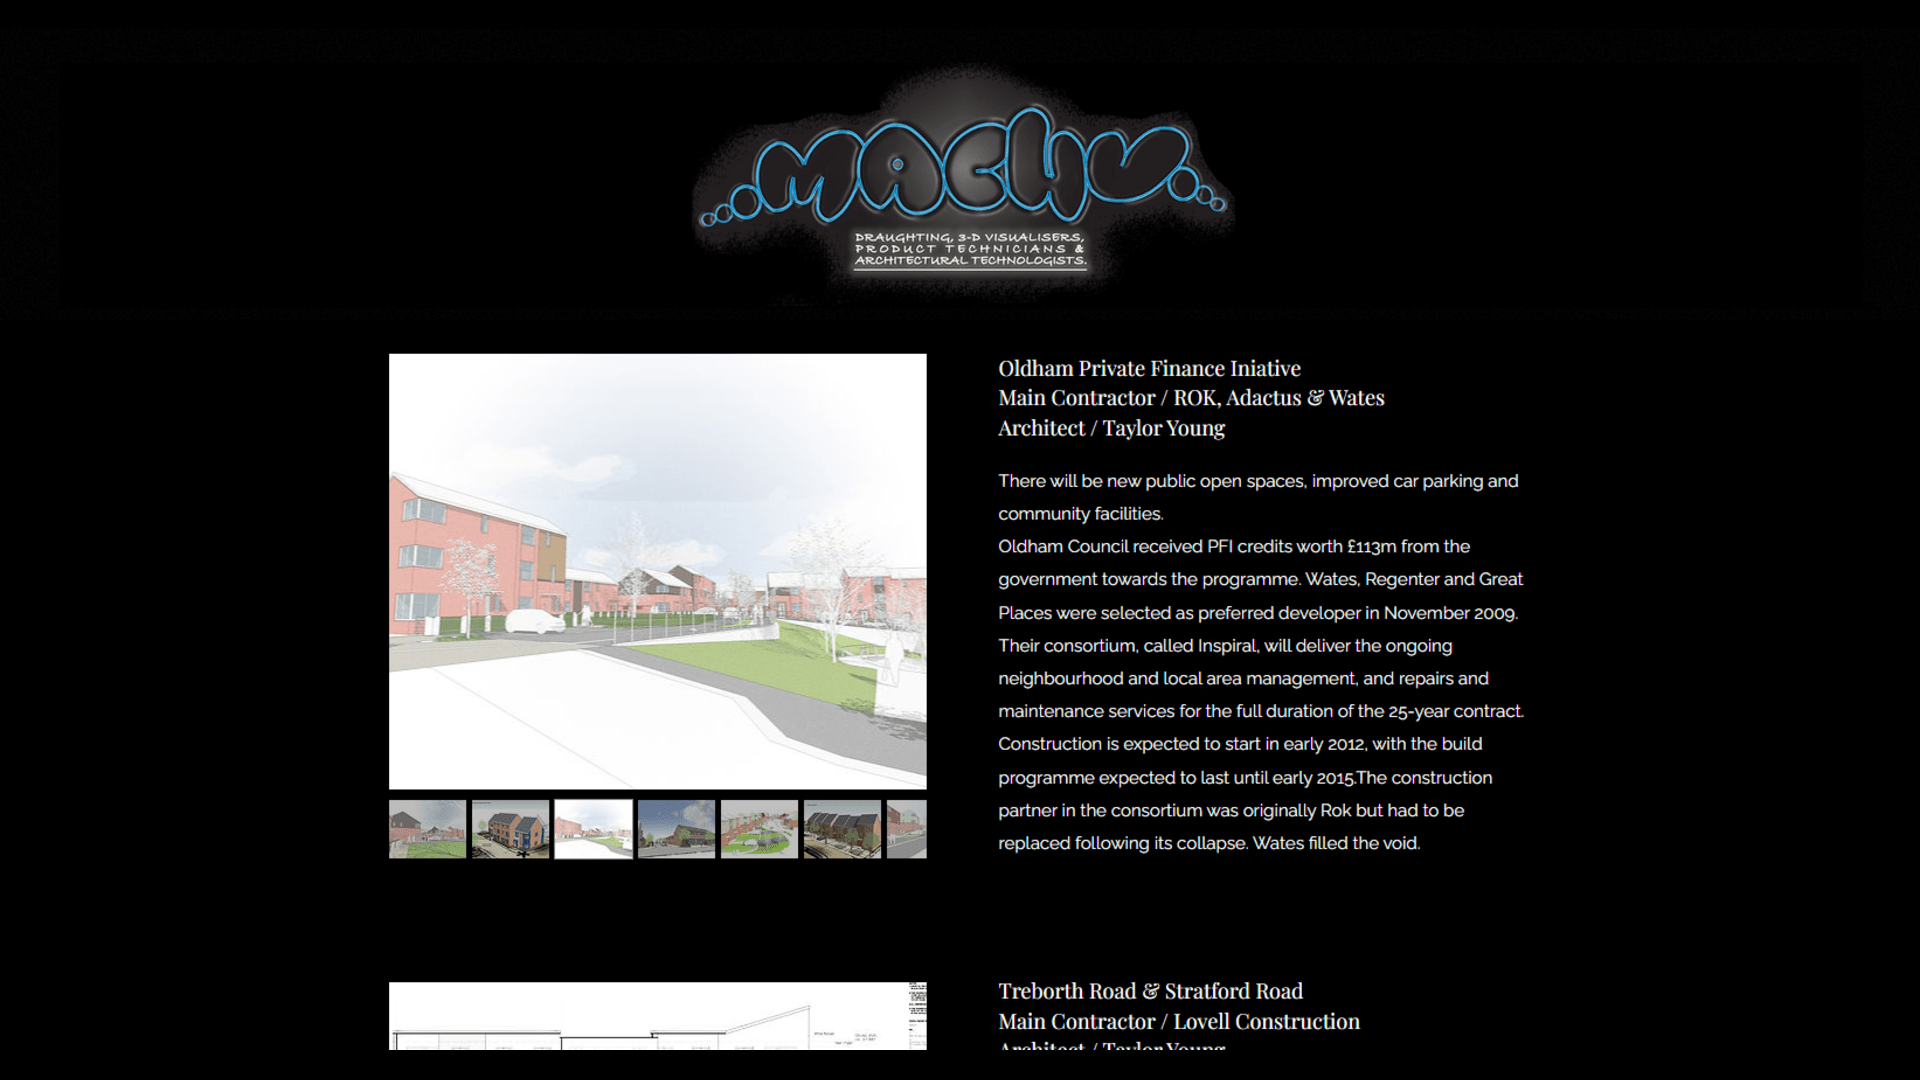 MACHU
DRAUGHTING, 3-D VISUALISERS,
PRODUCT TECHNICIANS &
ARCHITECTURAL TECHNOLOGISTS.
Oldham Private Finance Iniative
Main Contractor / ROK, Adactus & Wates
Architect / Taylor Young
There will be new public open spaces, improved car parking and
community facilities.
Oldham Council received PFI credits worth £113m from the
government towards the programme. Wates, Regenter and Great
Places were selected as preferred developer in November 2009.
Their consortium, called Inspiral, will deliver the ongoing
neighbourhood and local area management, and repairs and
maintenance services for the full duration of the 25-year contract.
Construction is expected to start in early 2012, with the build
programme expected to last until early 2015.The construction
partner in the consortium was originally Rok but had to be
replaced following its collapse. Wates filled the void.
Treborth Road & Stratford Road
Main Contractor / Lovell Construction
Architect / Taylor Young